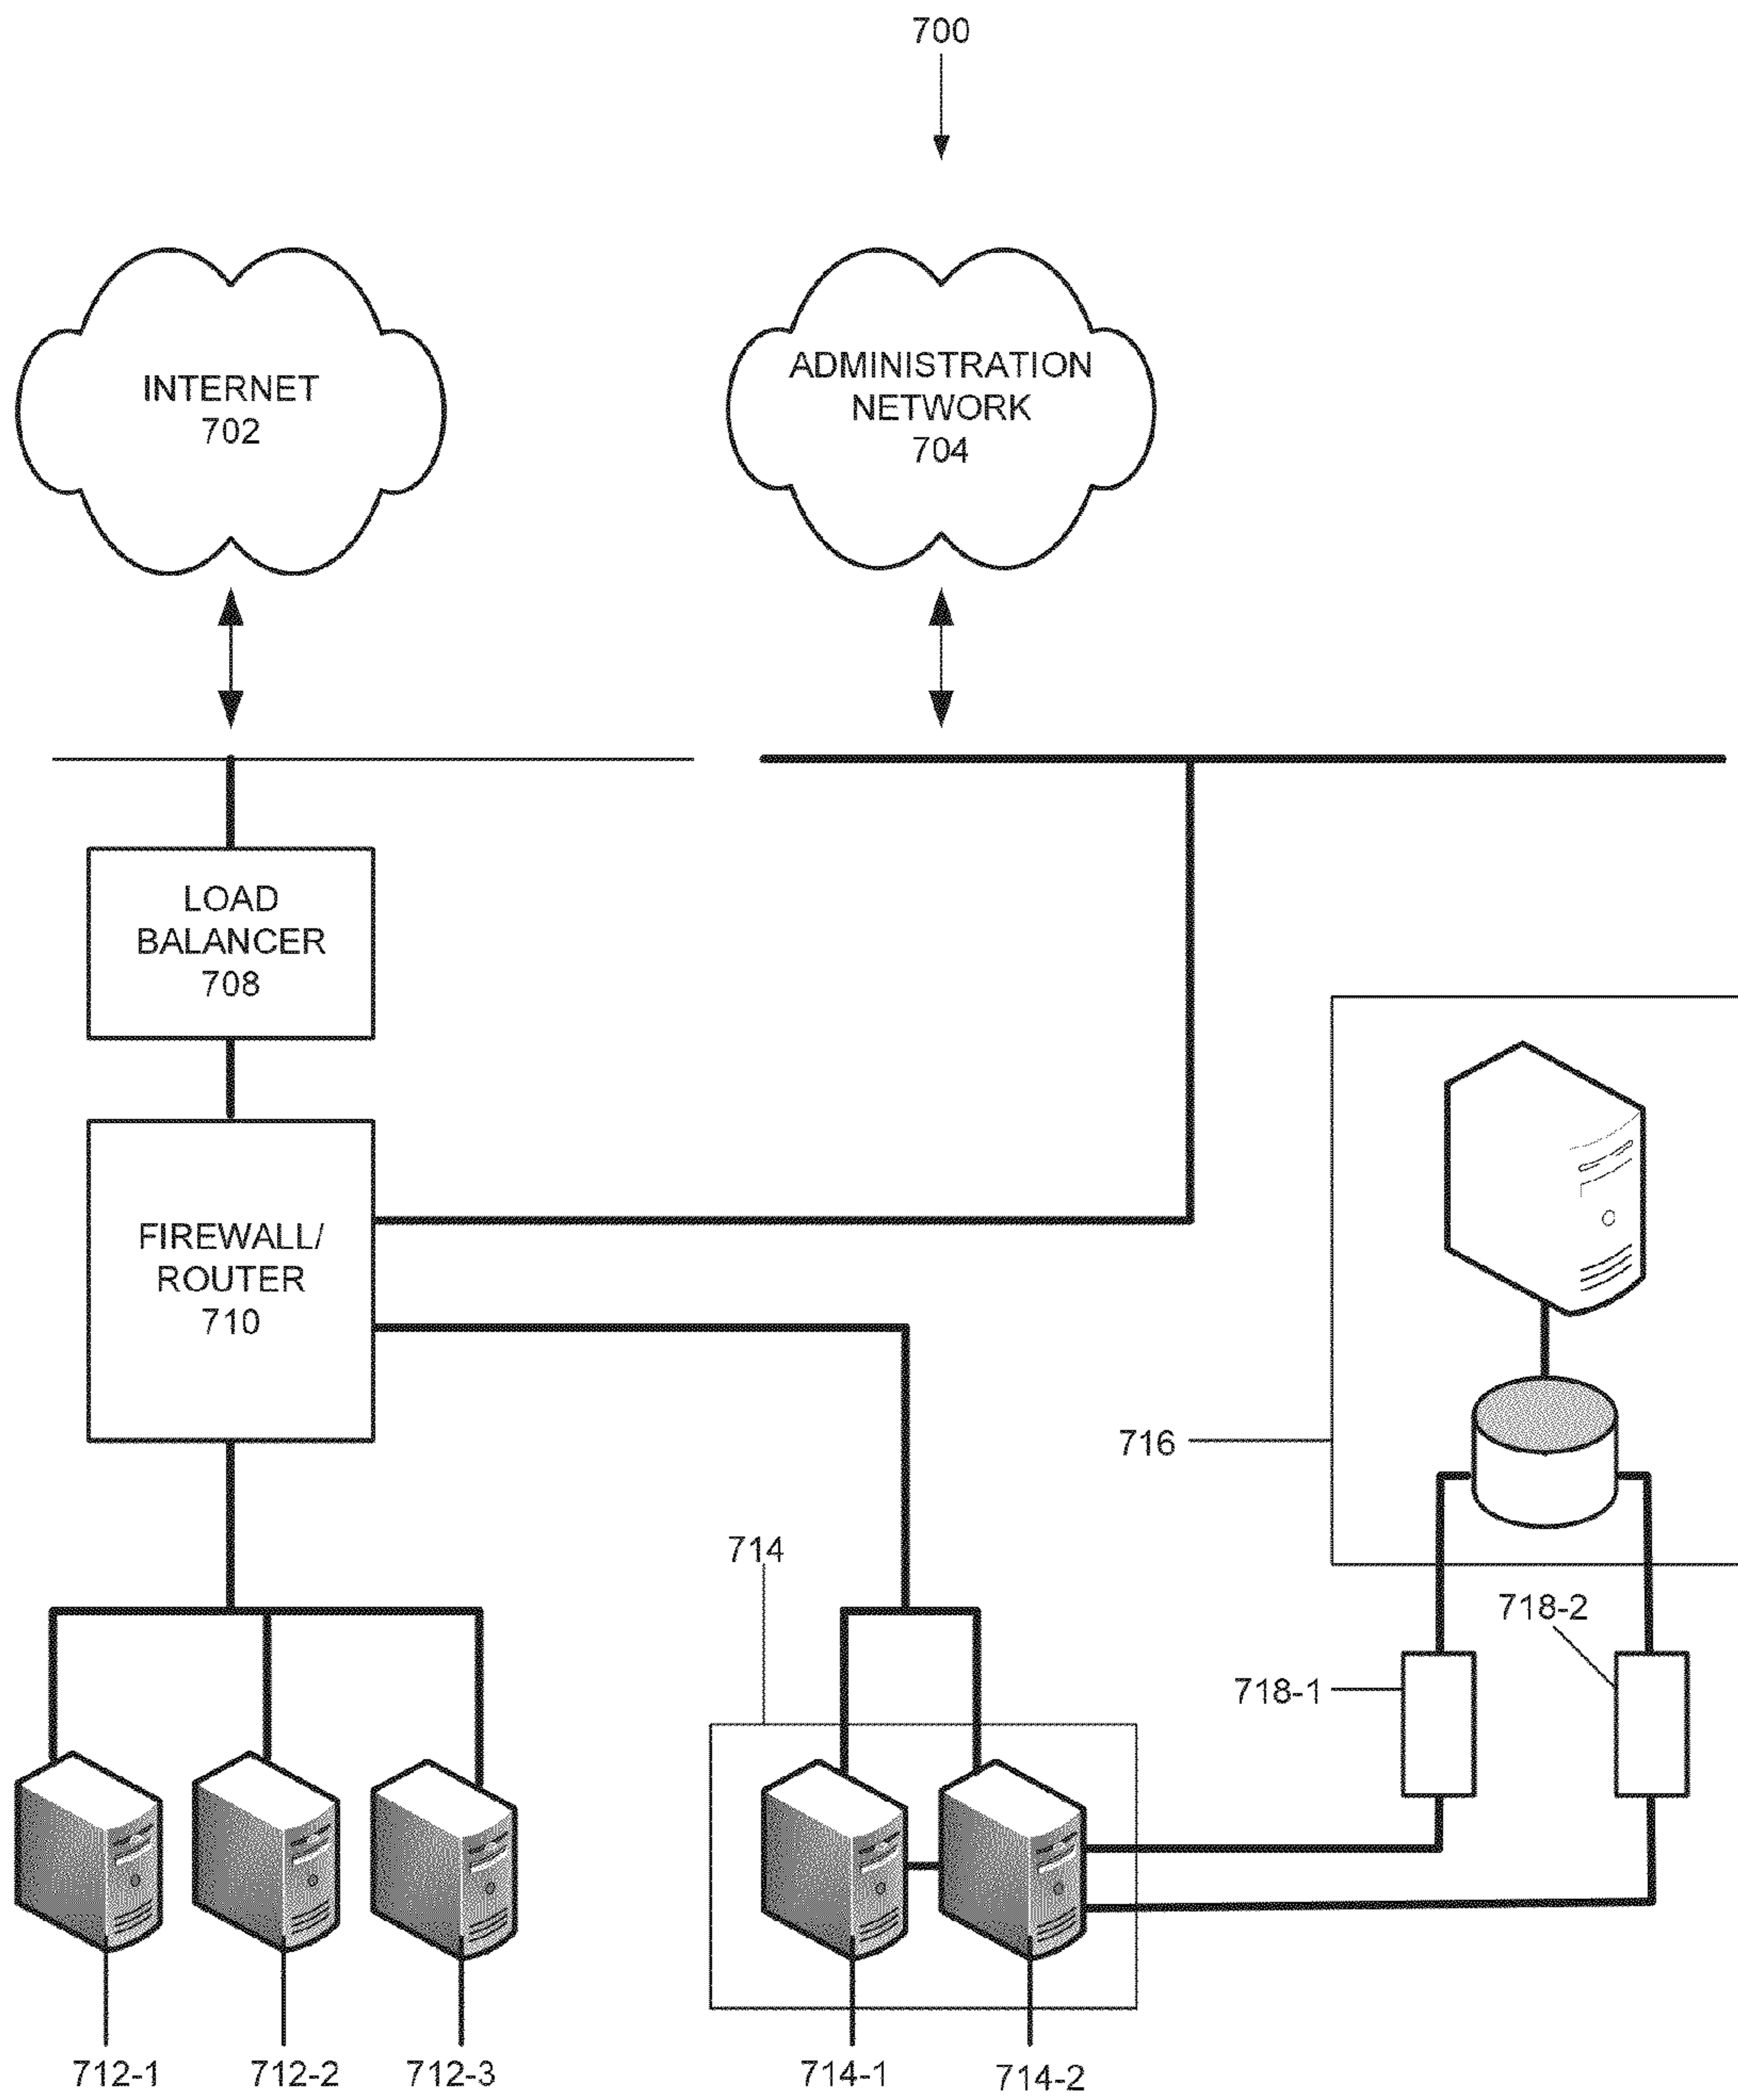 700
INTERNET
702
ADMINISTRATION
NETWORK
704
LOAD
BALANCER
708
FIREWALL/
ROUTER
710
716
714
718-2
718-1
712-1
712-2
712-3
714-1
714-2